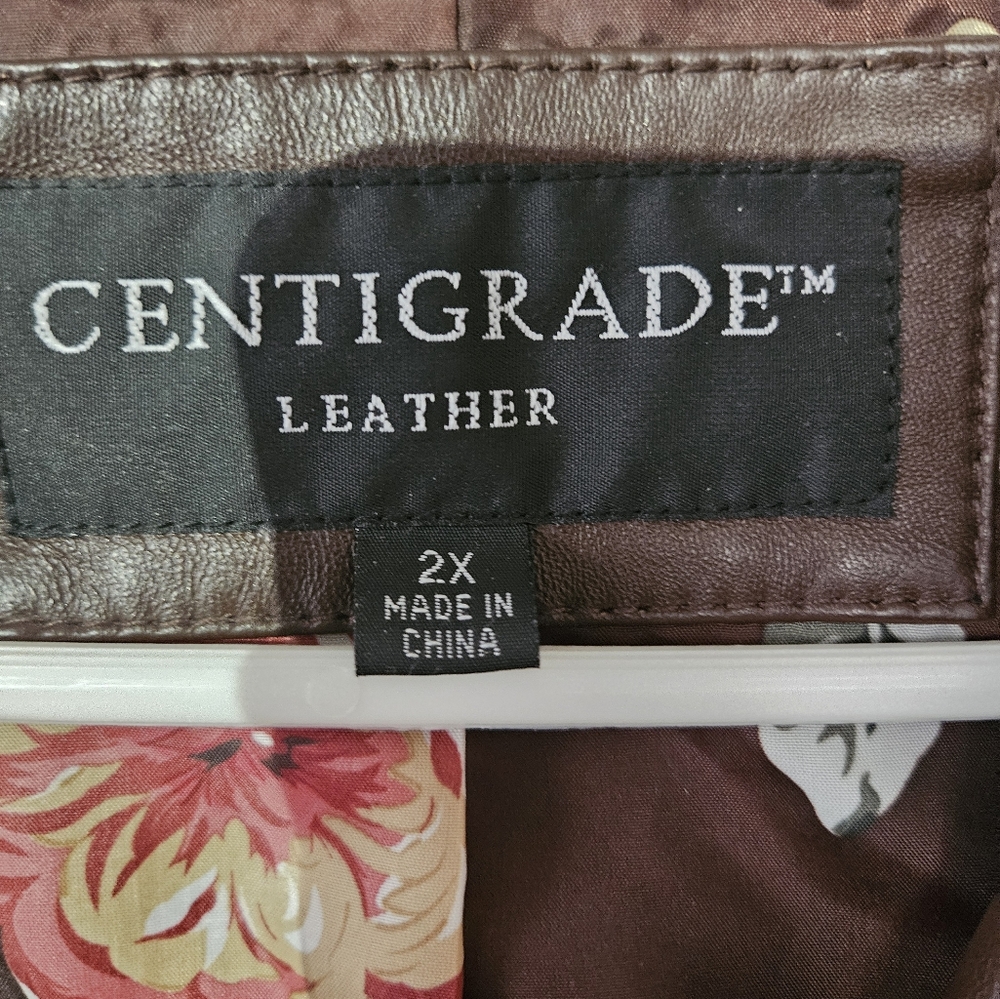 CENTIGRADE™
LEATHER
2X
MADE IN
CHINA